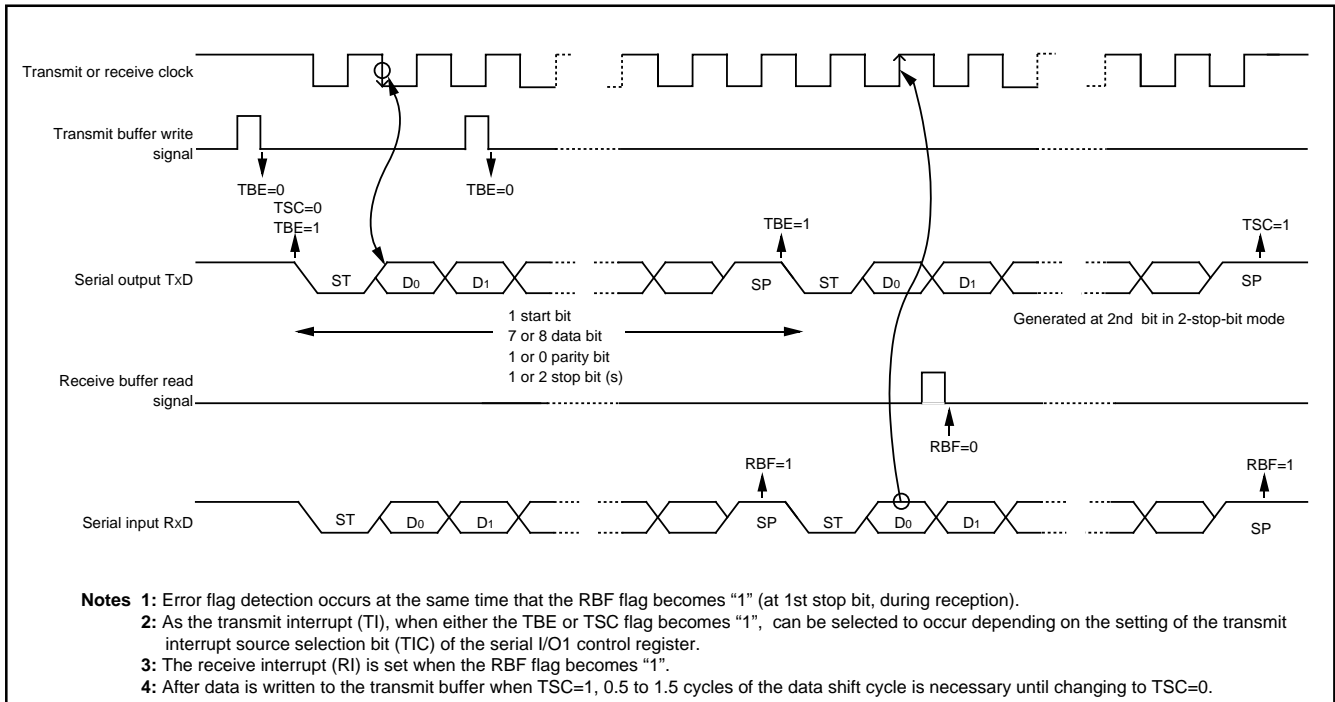 Transmit or receive clock
Transmit buffer write
signal
TBE=0
TSC=0
TBE=1
TBE=0
TBE=1
TSC=1
Serial output TxD
ST
D0
D1
SP
ST
D0
D1
SP
1 start bit
7 or 8 data bit
1 or 0 parity bit
1 or 2 stop bit (s)
Generated at 2nd bit in 2-stop-bit mode
Receive buffer read
signal
RBF=0
RBF=1
RBF=1
Serial input RxD
ST
D0
D1
SP
ST
D0
D1
SP
Notes 1: Error flag detection occurs at the same time that the RBF flag becomes “1” (at 1st stop bit, during reception).
2: As the transmit interrupt (TI), when either the TBE or TSC flag becomes “1”, can be selected to occur depending on the setting of the transmit
interrupt source selection bit (TIC) of the serial I/O1 control register.
3: The receive interrupt (RI) is set when the RBF flag becomes “1”.
4: After data is written to the transmit buffer when TSC=1, 0.5 to 1.5 cycles of the data shift cycle is necessary until changing to TSC=0.